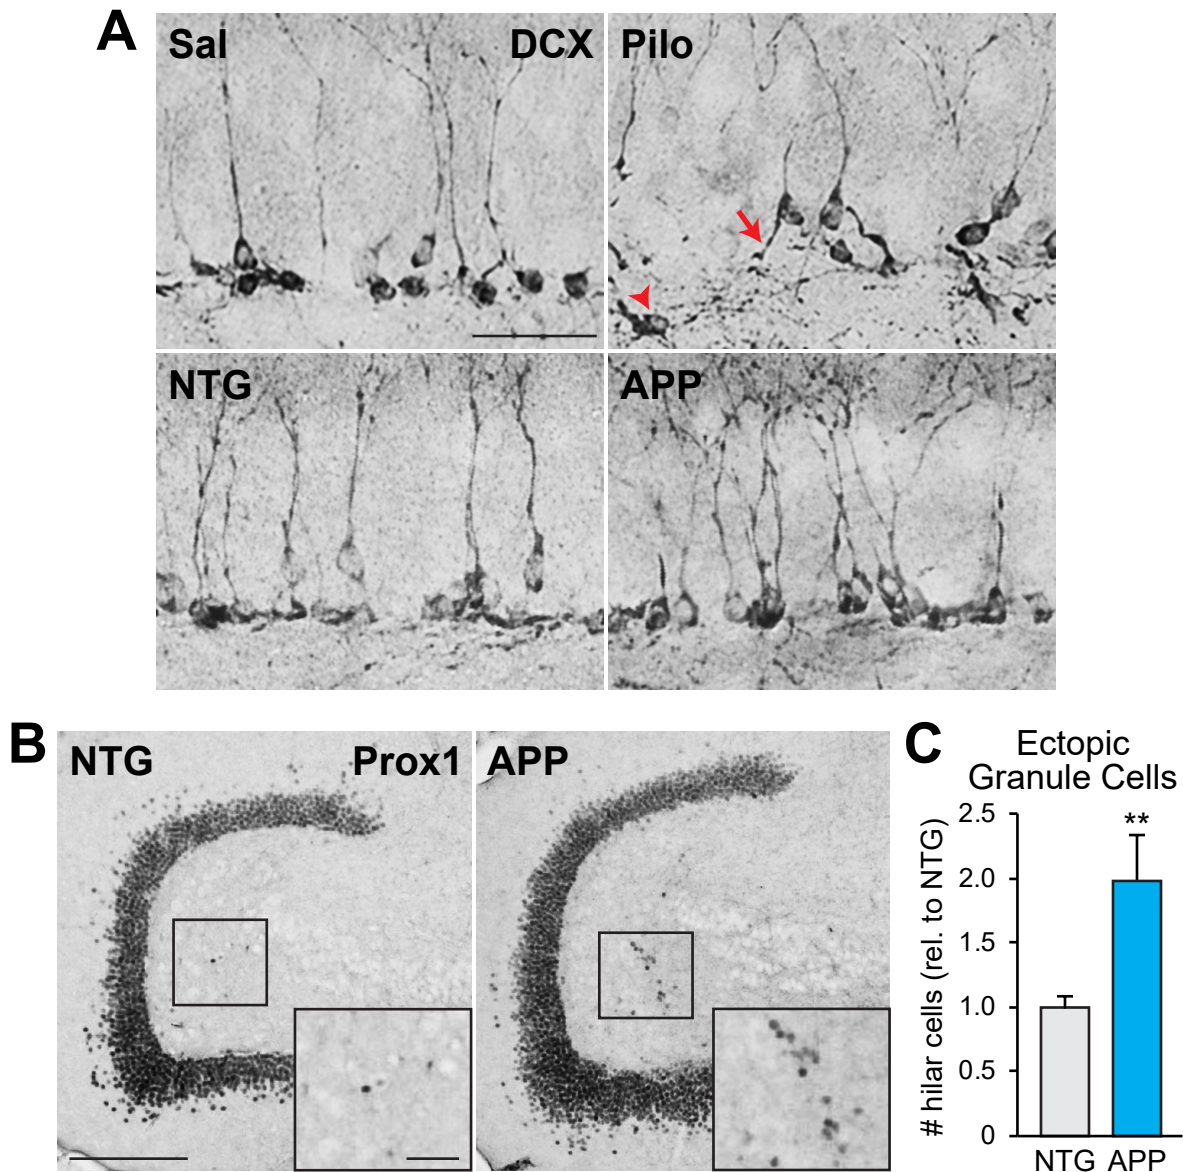 A
Sal
DCX
Pilo
NTG
APP
B
NTG
Prox1
APP
C
Ectopic
Granule Cells
# hilar cells (rel. to NTG)
2.5
2.0
1.5
1.0
0.5
0
**
NTG
APP